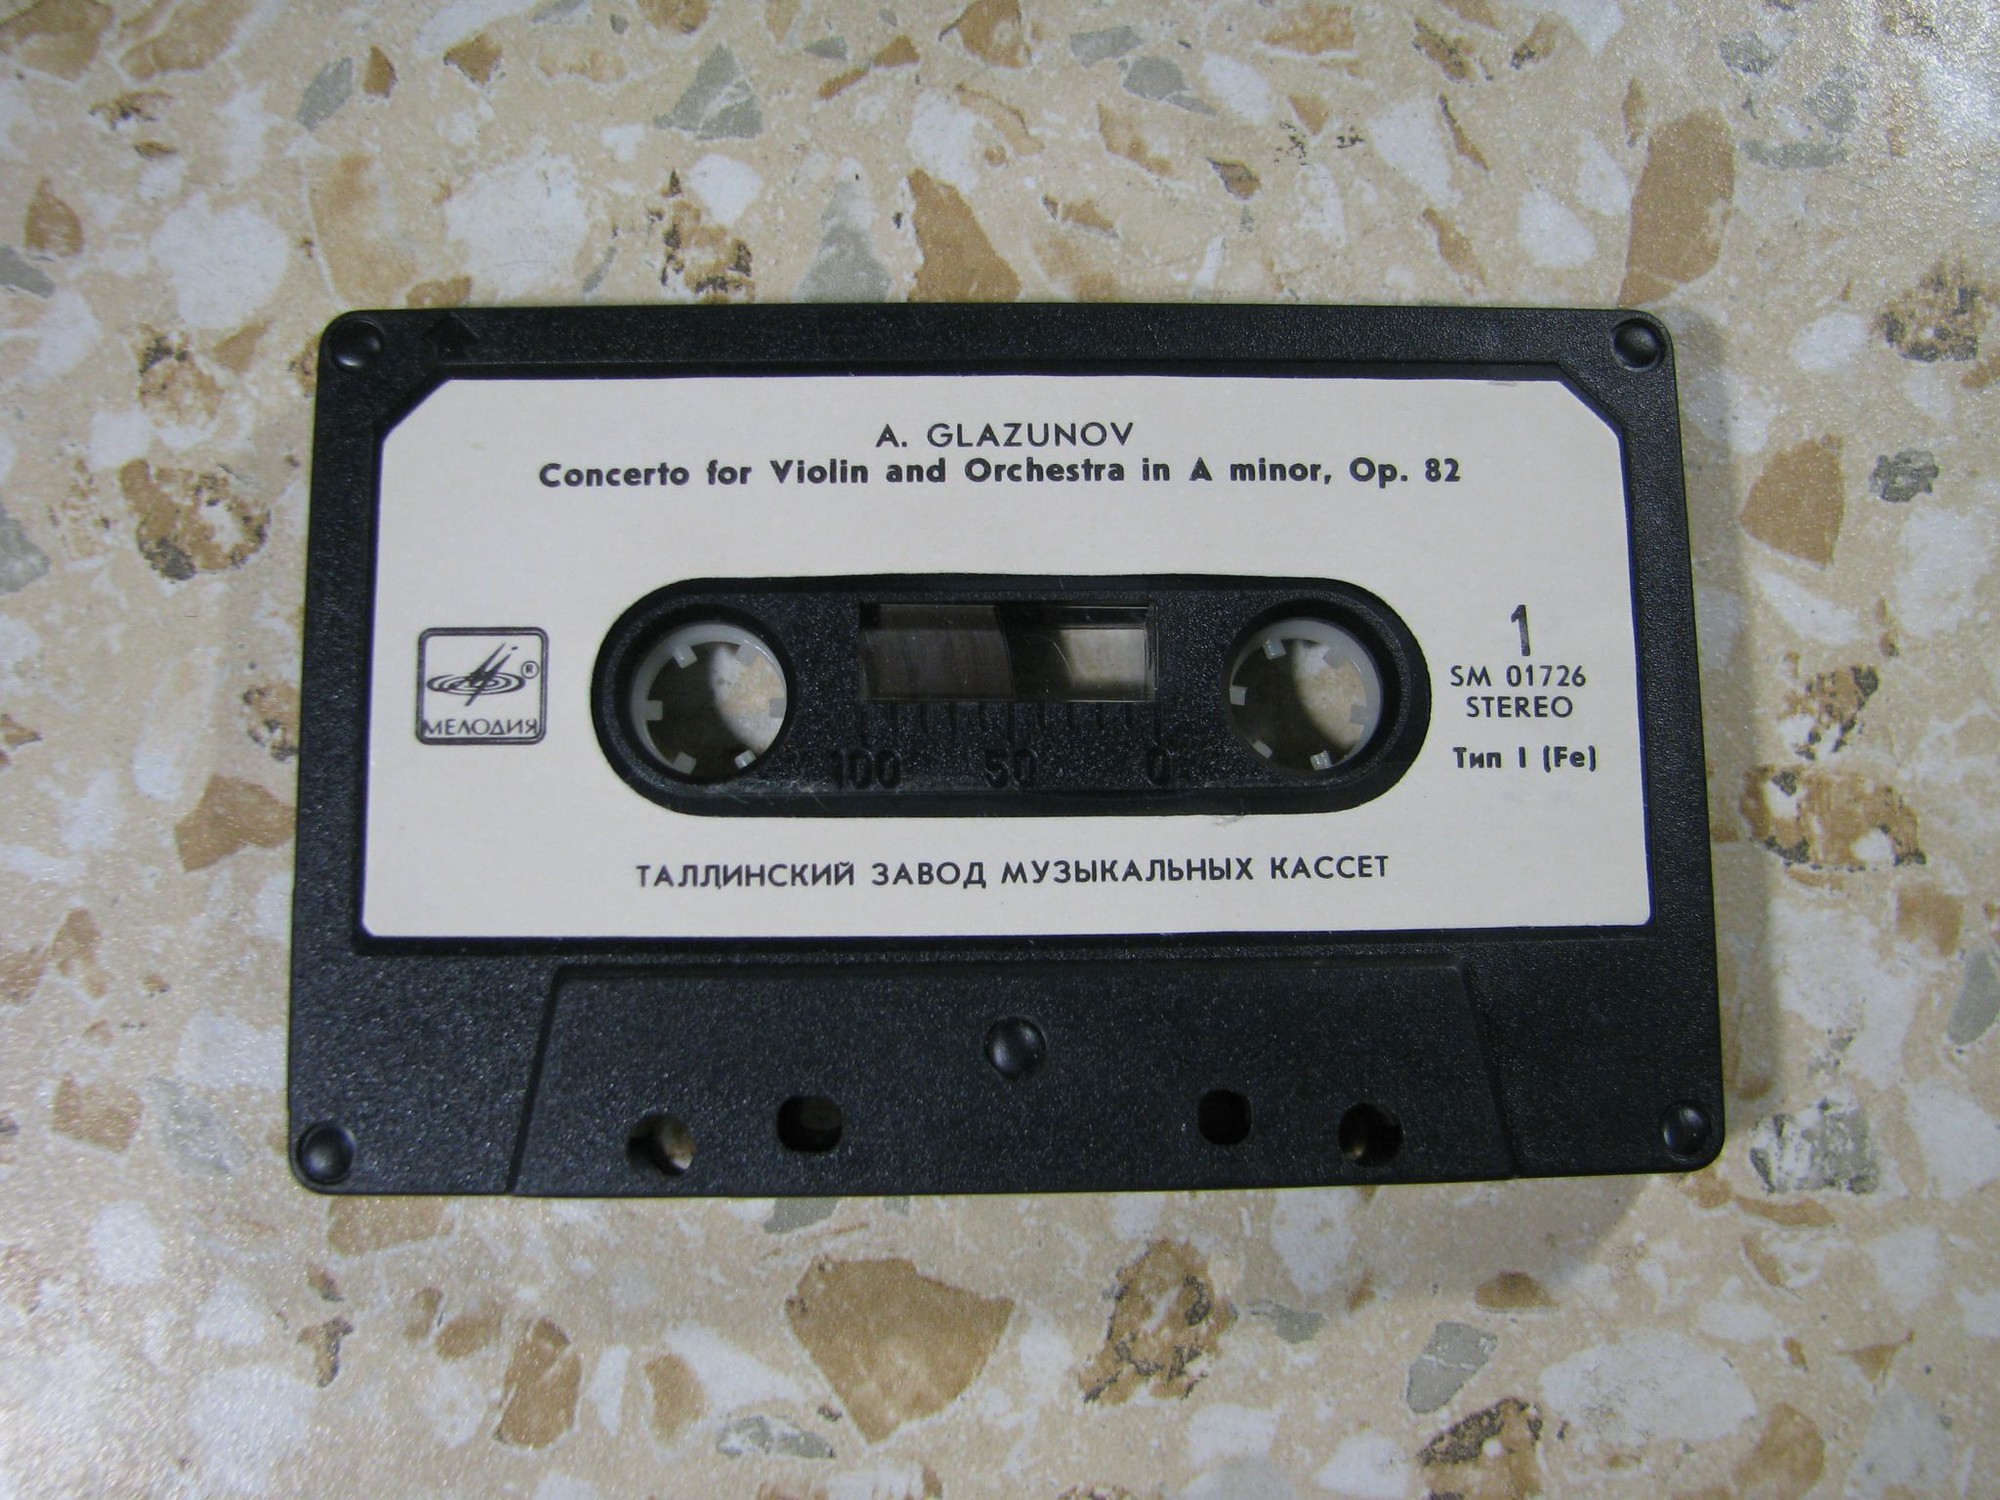 A. GLAZUNOV
Concerto for Violin and Orchestra in A minor, Op. 82
®
МЕЛОДИЯ
1
SM 01726
STEREO
Тип I (Fe)
100 50 0
ТАЛЛИНСКИЙ ЗАВОД МУЗЫКАЛЬНЫХ КАССЕТ